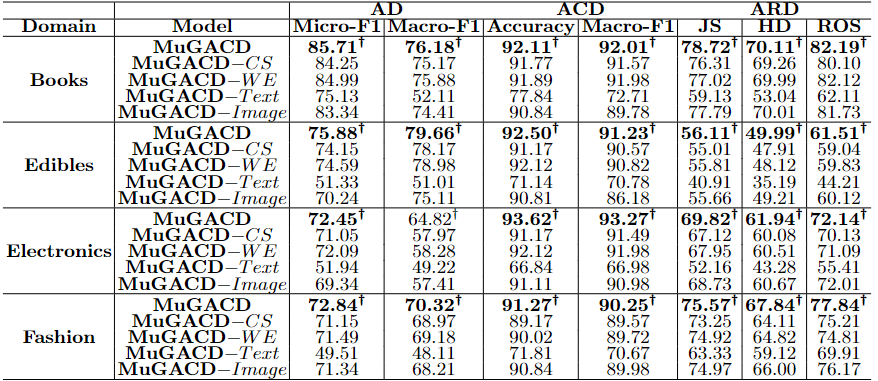 AD ACD ARD
Domain Model Micro-F1 Macro-F1 Accuracy Macro-F1 JS HD ROS
MuGACD 85.71† 76.18† 92.11† 92.01† 78.72† 70.11† 82.19†
MuGACD−CS 84.25 75.17 91.77 91.57 76.31 69.26 80.10
Books MuGACD−WE 84.99 75.88 91.89 91.98 77.02 69.99 82.12
MuGACD−Text 75.13 52.11 77.84 72.71 59.13 53.04 62.11
MuGACD−Image 83.34 74.41 90.84 89.78 77.79 70.01 81.73
MuGACD 75.88† 79.66† 92.50† 91.23† 56.11† 49.99† 61.51†
MuGACD−CS 74.15 78.17 91.17 90.57 55.01 47.91 59.04
Edibles MuGACD−WE 74.59 78.98 92.12 90.82 55.81 48.12 59.83
MuGACD−Text 51.33 51.01 71.14 70.78 40.91 35.19 44.21
MuGACD−Image 70.24 75.11 90.81 86.18 55.66 49.21 60.12
MuGACD 72.45† 64.82† 93.62† 93.27† 69.82† 61.94† 72.14†
MuGACD−CS 71.05 57.97 91.17 91.49 67.12 60.08 70.13
Electronics MuGACD−WE 72.09 58.28 92.12 91.98 67.95 60.51 71.09
MuGACD−Text 51.94 49.22 66.84 66.98 52.16 43.28 55.41
MuGACD−Image 69.34 57.41 91.11 90.98 68.73 60.67 72.01
MuGACD 72.84† 70.32† 91.27† 90.25† 75.57† 67.84† 77.84†
MuGACD−CS 71.15 68.97 89.17 89.57 73.25 64.11 75.21
Fashion MuGACD−WE 71.49 69.18 90.02 89.72 74.92 64.82 74.81
MuGACD−Text 49.51 48.11 71.81 70.67 63.33 59.12 69.91
MuGACD−Image 71.34 68.21 90.84 89.98 74.97 66.00 76.17